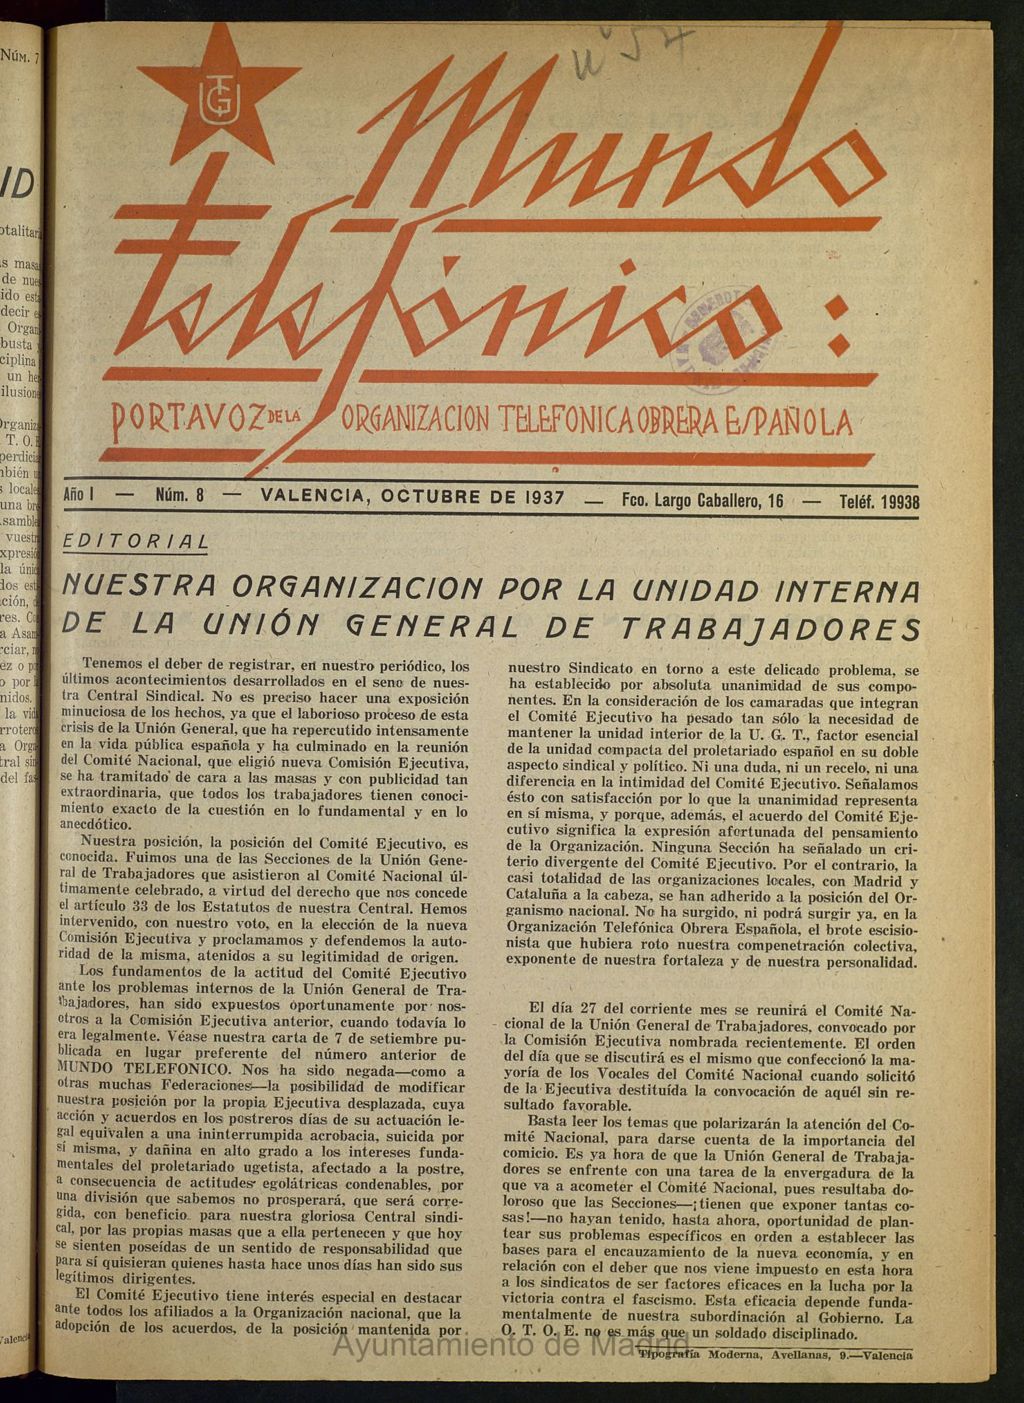 nº 54
UGT
Mundo
Telefónico:
PORTAVOZ DE LA ORGANIZACION TELEFONICA OBRERA ESPAÑOLA
Año I — Núm. 8 — VALENCIA, OCTUBRE DE 1937 — Fco. Largo Caballero, 16 — Teléf. 19938
EDITORIAL
NUESTRA ORGANIZACION POR LA UNIDAD INTERNA
DE LA UNIÓN GENERAL DE TRABAJADORES
Tenemos el deber de registrar, en nuestro periódico, los
últimos acontecimientos desarrollados en el seno de nues-
tra Central Sindical. No es preciso hacer una exposición
minuciosa de los hechos, ya que el laborioso proceso de esta
crisis de la Unión General, que ha repercutido intensamente
en la vida pública española y ha culminado en la reunión
del Comité Nacional, que eligió nueva Comisión Ejecutiva,
se ha tramitado de cara a las masas y con publicidad tan
extraordinaria, que todos los trabajadores tienen conoci-
miento exacto de la cuestión en lo fundamental y en lo
anecdótico.
Nuestra posición, la posición del Comité Ejecutivo, es
conocida. Fuimos una de las Secciones de la Unión Gene-
ral de Trabajadores que asistieron al Comité Nacional úl-
timamente celebrado, a virtud del derecho que nos concede
el artículo 33 de los Estatutos de nuestra Central. Hemos
intervenido, con nuestro voto, en la elección de la nueva
Comisión Ejecutiva y proclamamos y defendemos la auto-
ridad de la misma, atenidos a su legitimidad de origen.
Los fundamentos de la actitud del Comité Ejecutivo
ante los problemas internos de la Unión General de Tra-
bajadores, han sido expuestos oportunamente por nos-
otros a la Comisión Ejecutiva anterior, cuando todavía lo
era legalmente. Véase nuestra carta de 7 de setiembre pu-
blicada en lugar preferente del número anterior de
MUNDO TELEFONICO. Nos ha sido negada—como a
otras muchas Federaciones—la posibilidad de modificar
nuestra posición por la propia Ejecutiva desplazada, cuya
acción y acuerdos en los postreros días de su actuación le-
gal equivalen a una ininterrumpida acrobacia, suicida por
sí misma, y dañina en alto grado a los intereses funda-
mentales del proletariado ugetista, afectado a la postre,
a consecuencia de actitudes egolátricas condenables, por
una división que sabemos no prosperará, que será corre-
gida, con beneficio para nuestra gloriosa Central sindi-
cal, por las propias masas que a ella pertenecen y que hoy
se sienten poseídas de un sentido de responsabilidad que
para sí quisieran quienes hasta hace unos días han sido sus
legítimos dirigentes.
El Comité Ejecutivo tiene interés especial en destacar
ante todos los afiliados a la Organización nacional, que la
adopción de los acuerdos, de la posición mantenida por
nuestro Sindicato en torno a este delicado problema, se
ha establecido por absoluta unanimidad de sus compo-
nentes. En la consideración de los camaradas que integran
el Comité Ejecutivo ha pesado tan sólo la necesidad de
mantener la unidad interior de la U. G. T., factor esencial
de la unidad compacta del proletariado español en su doble
aspecto sindical y político. Ni una duda, ni un recelo, ni una
diferencia en la intimidad del Comité Ejecutivo. Señalamos
ésto con satisfacción por lo que la unanimidad representa
en sí misma, y porque, además, el acuerdo del Comité Eje-
cutivo significa la expresión afortunada del pensamiento
de la Organización. Ninguna Sección ha señalado un cri-
terio divergente del Comité Ejecutivo. Por el contrario, la
casi totalidad de las organizaciones locales, con Madrid y
Cataluña a la cabeza, se han adherido a la posición del Or-
ganismo nacional. No ha surgido, ni podrá surgir ya, en la
Organización Telefónica Obrera Española, el brote escisio-
nista que hubiera roto nuestra compenetración colectiva,
exponente de nuestra fortaleza y de nuestra personalidad.
El día 27 del corriente mes se reunirá el Comité Na-
cional de la Unión General de Trabajadores, convocado por
la Comisión Ejecutiva nombrada recientemente. El orden
del día que se discutirá es el mismo que confeccionó la ma-
yoría de los Vocales del Comité Nacional cuando solicitó
de la Ejecutiva destituída la convocación de aquél sin re-
sultado favorable.
Basta leer los temas que polarizarán la atención del Co-
mité Nacional, para darse cuenta de la importancia del
comicio. Es ya hora de que la Unión General de Trabaja-
dores se enfrente con una tarea de la envergadura de la
que va a acometer el Comité Nacional, pues resultaba do-
loroso que las Secciones—¡tienen que exponer tantas co-
sas!—no hayan tenido, hasta ahora, oportunidad de plan-
tear sus problemas específicos en orden a establecer las
bases para el encauzamiento de la nueva economía, y en
relación con el deber que nos viene impuesto en esta hora
a los sindicatos de ser factores eficaces en la lucha por la
victoria contra el fascismo. Esta eficacia depende funda-
mentalmente de nuestra subordinación al Gobierno. La
O. T. O. E. no es más que un soldado disciplinado.
Tipografía Moderna, Avellanas, 9.—Valencia
Ayuntamiento de Madrid